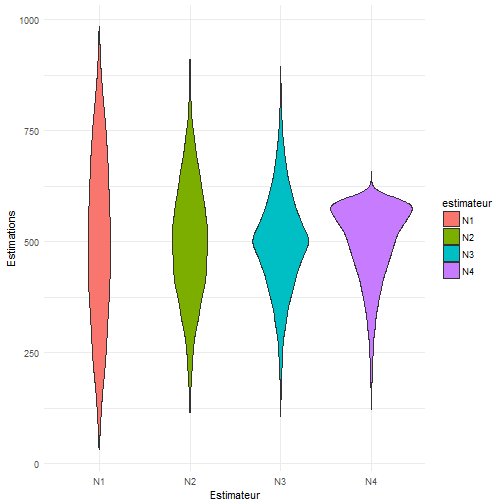 1000
750
500
250
0
Estimations
N1
N2
N3
N4
Estimateur
estimateur
N1
N2
N3
N4